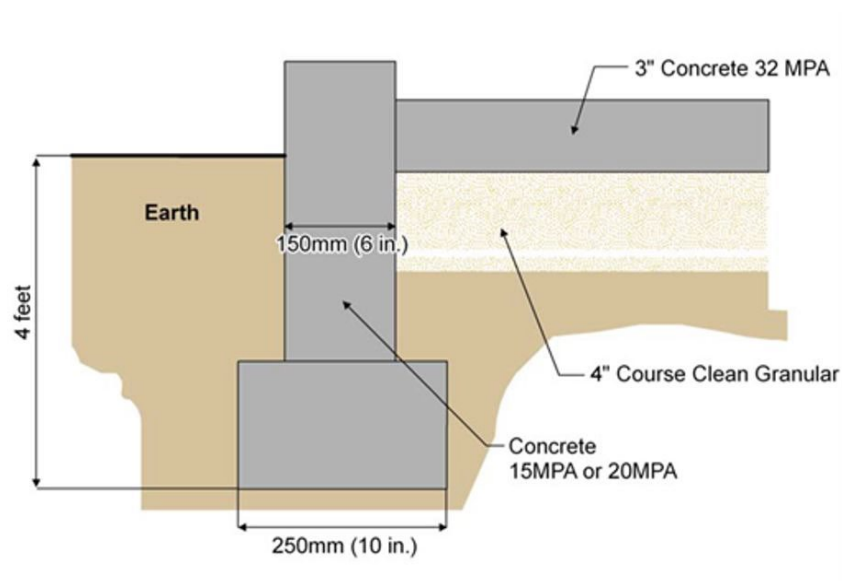 3" Concrete 32 MPA
Earth
150mm (6 in.)
4 feet
4" Course Clean Granular
Concrete
15MPA or 20MPA
250mm (10 in.)